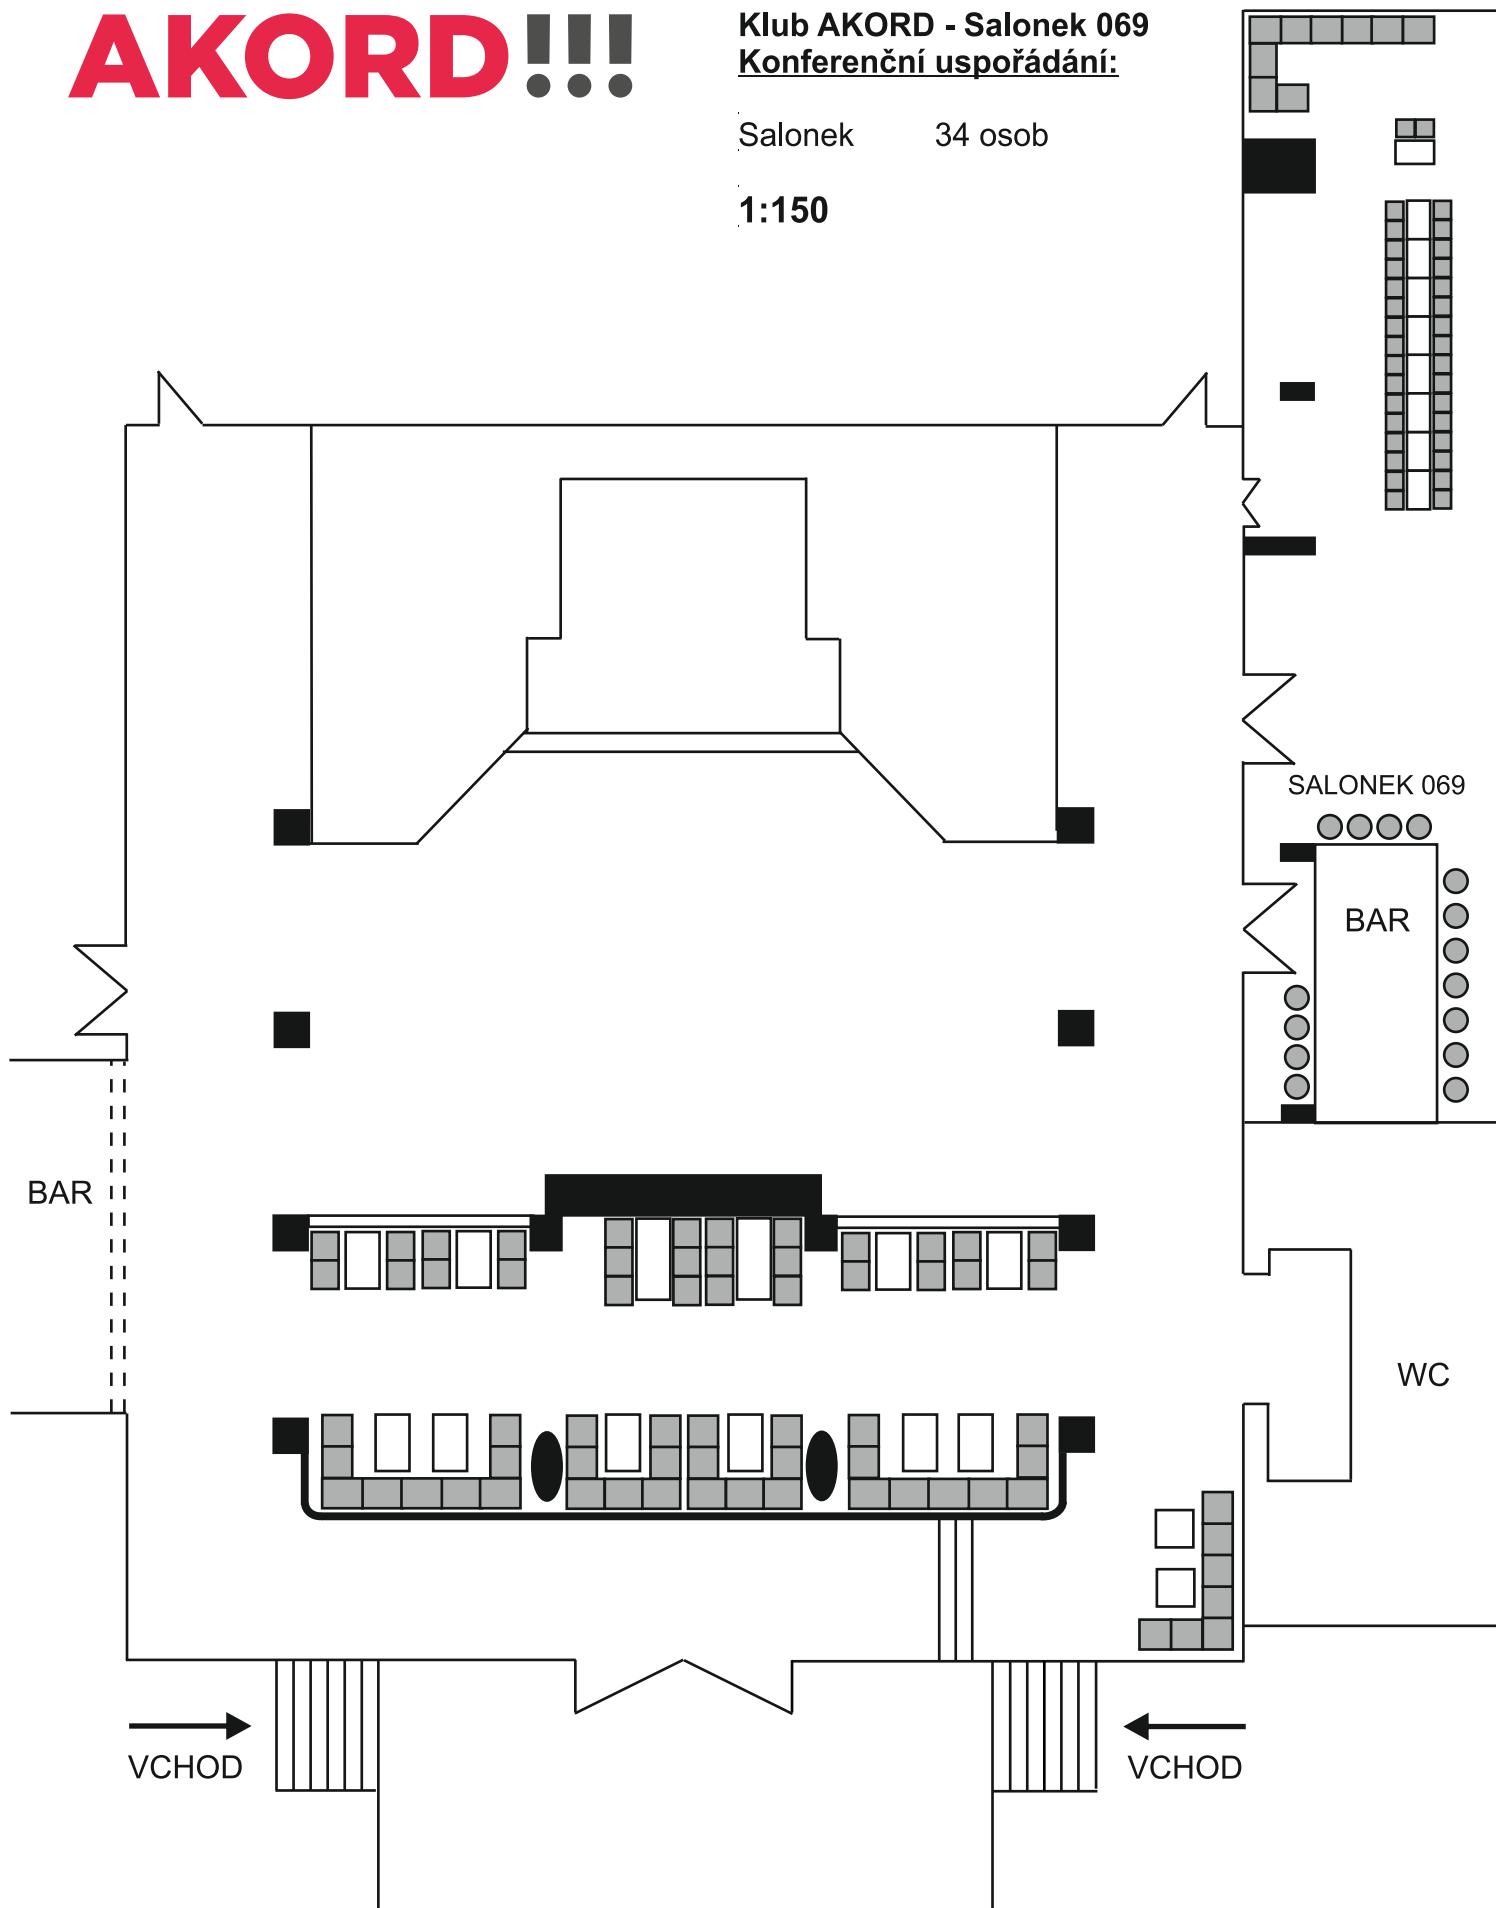 AKORD!!!
Klub AKORD - Salonek 069
Konferenční uspořádání:
Salonek 34 osob
1:150
SALONEK 069
BAR
BAR
WC
VCHOD
VCHOD